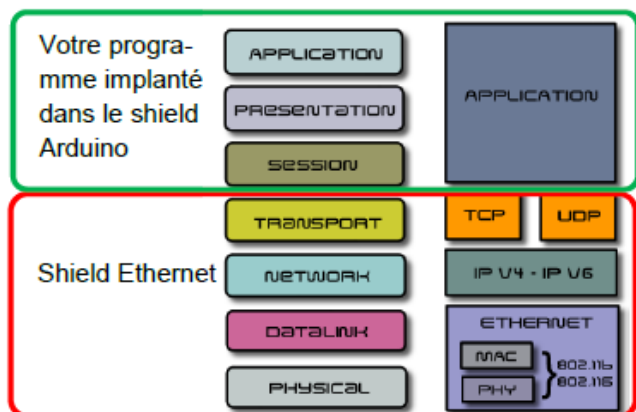 Votre progra-
mme implanté
dans le shield
Arduino
APPLICATION
PRESENTATION
SESSION
APPLICATION
Shield Ethernet
TRANSPORT
NETWORK
DATALINK
PHYSICAL
TCP
UDP
IP V4 - IP V6
ETHERNET
MAC
PHY
802.11b
802.11G